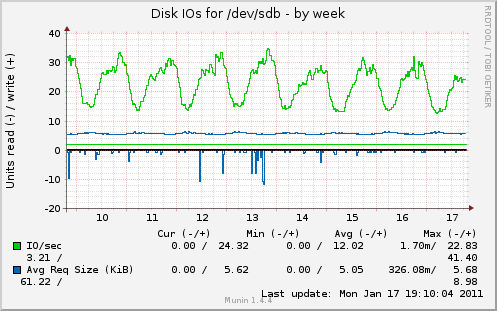 Disk IOs for /dev/sdb - by week
RRDTOOL / TOBI OETIKER
Units read (-) / write (+)
40
30
20
10
0
-10
-20
10 11 12 13 14 15 16 17
Cur (-/+) Min (-/+) Avg (-/+) Max (-/+)
IO/sec 0.00 / 24.32 0.00 / 12.02 1.70m/ 22.83
3.21 / 41.40
Avg Req Size (KiB) 0.00 / 5.62 0.00 / 5.05 326.08m/ 5.68
61.22 / 8.98
Last update: Mon Jan 17 19:10:04 2011
Munin 1.4.4